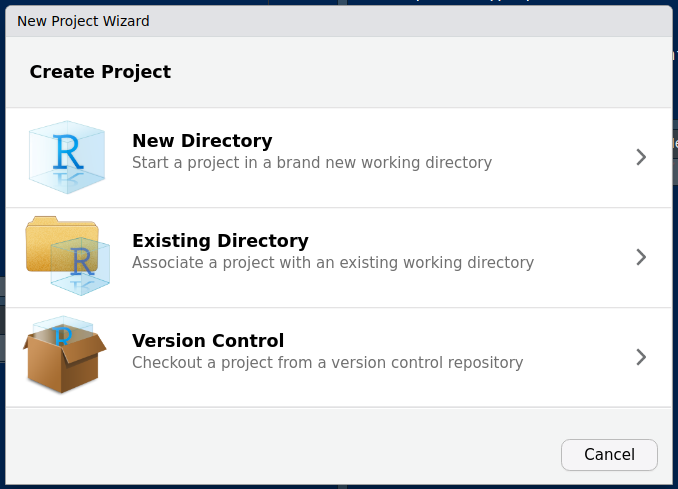 New Project Wizard
Create Project
New Directory
Start a project in a brand new working directory
Existing Directory
Associate a project with an existing working directory
Version Control
Checkout a project from a version control repository
Cancel